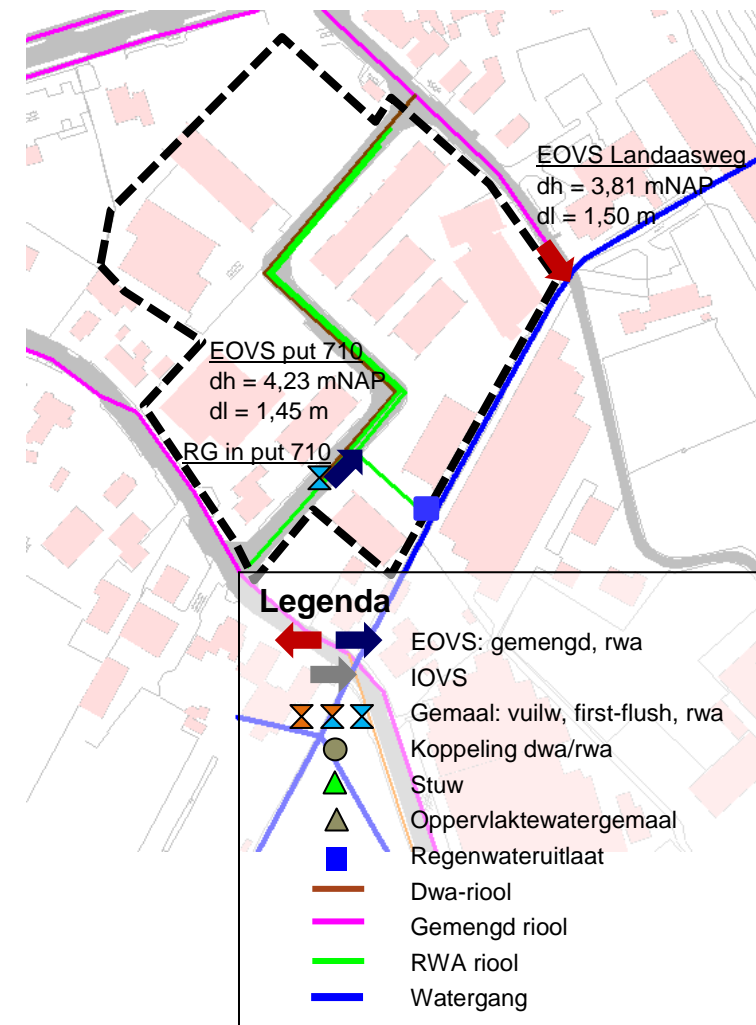 EOVS Landaasweg
dh = 3,81 mNAP
dl = 1,50 m
EOVS put 710
dh = 4,23 mNAP
dl = 1,45 m
RG in put 710
Legenda
EOVS: gemengd, rwa
IOVS
Gemaal: vuilw, first-flush, rwa
Koppeling dwa/rwa
Stuw
Oppervlaktewatergemaal
Regenwateruitlaat
Dwa-riool
Gemengd riool
RWA riool
Watergang